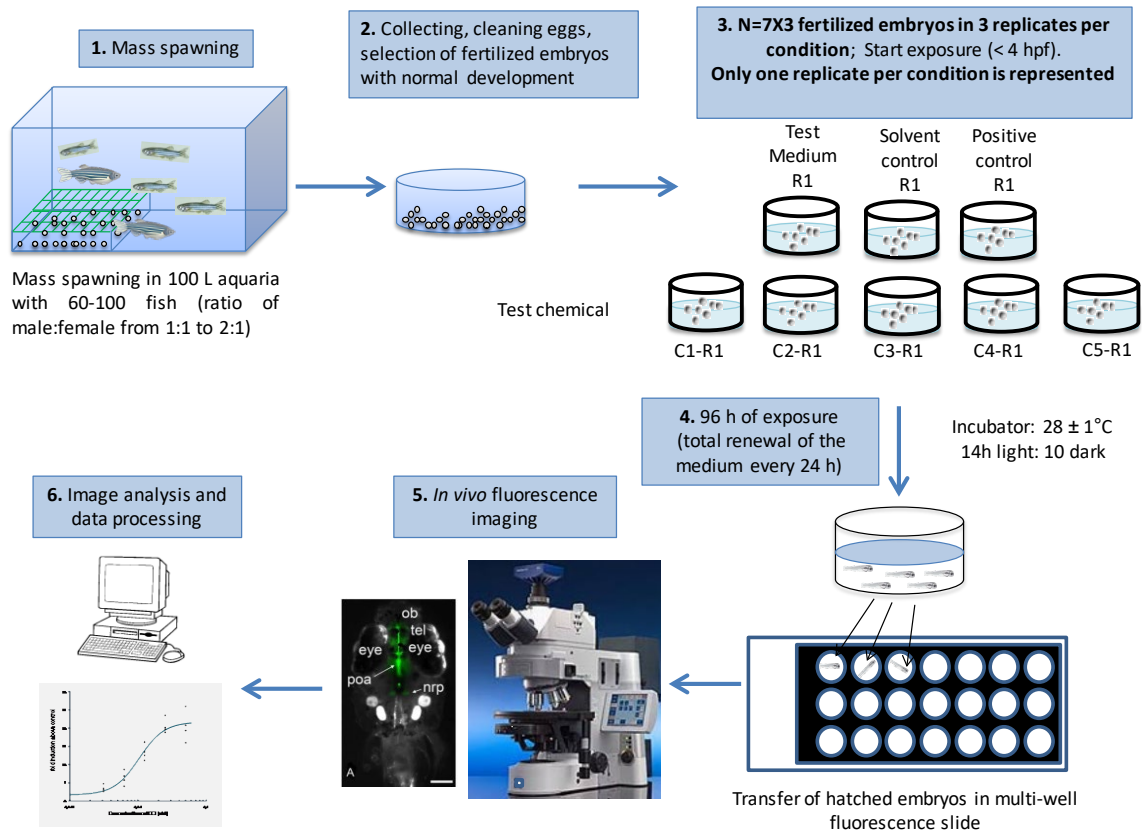 1. Mass spawning
2. Collecting, cleaning eggs,
selection of fertilized embryos
with normal development
3. N=7X3 fertilized embryos in 3 replicates per
condition; Start exposure (< 4 hpf).
Only one replicate per condition is represented
Test
Medium
R1
Solvent
control
R1
Positive
control
R1
Mass spawning in 100 L aquaria
with 60-100 fish (ratio of
male:female from 1:1 to 2:1)
Test chemical
C1-R1
C2-R1
C3-R1
C4-R1
C5-R1
4. 96 h of exposure
(total renewal of the
medium every 24 h)
Incubator: 28 ± 1°C
14h light: 10 dark
5. In vivo fluorescence
imaging
6. Image analysis and
data processing
ob
tel
eye
eye
poa
nrp
A
Transfer of hatched embryos in multi-well
fluorescence slide